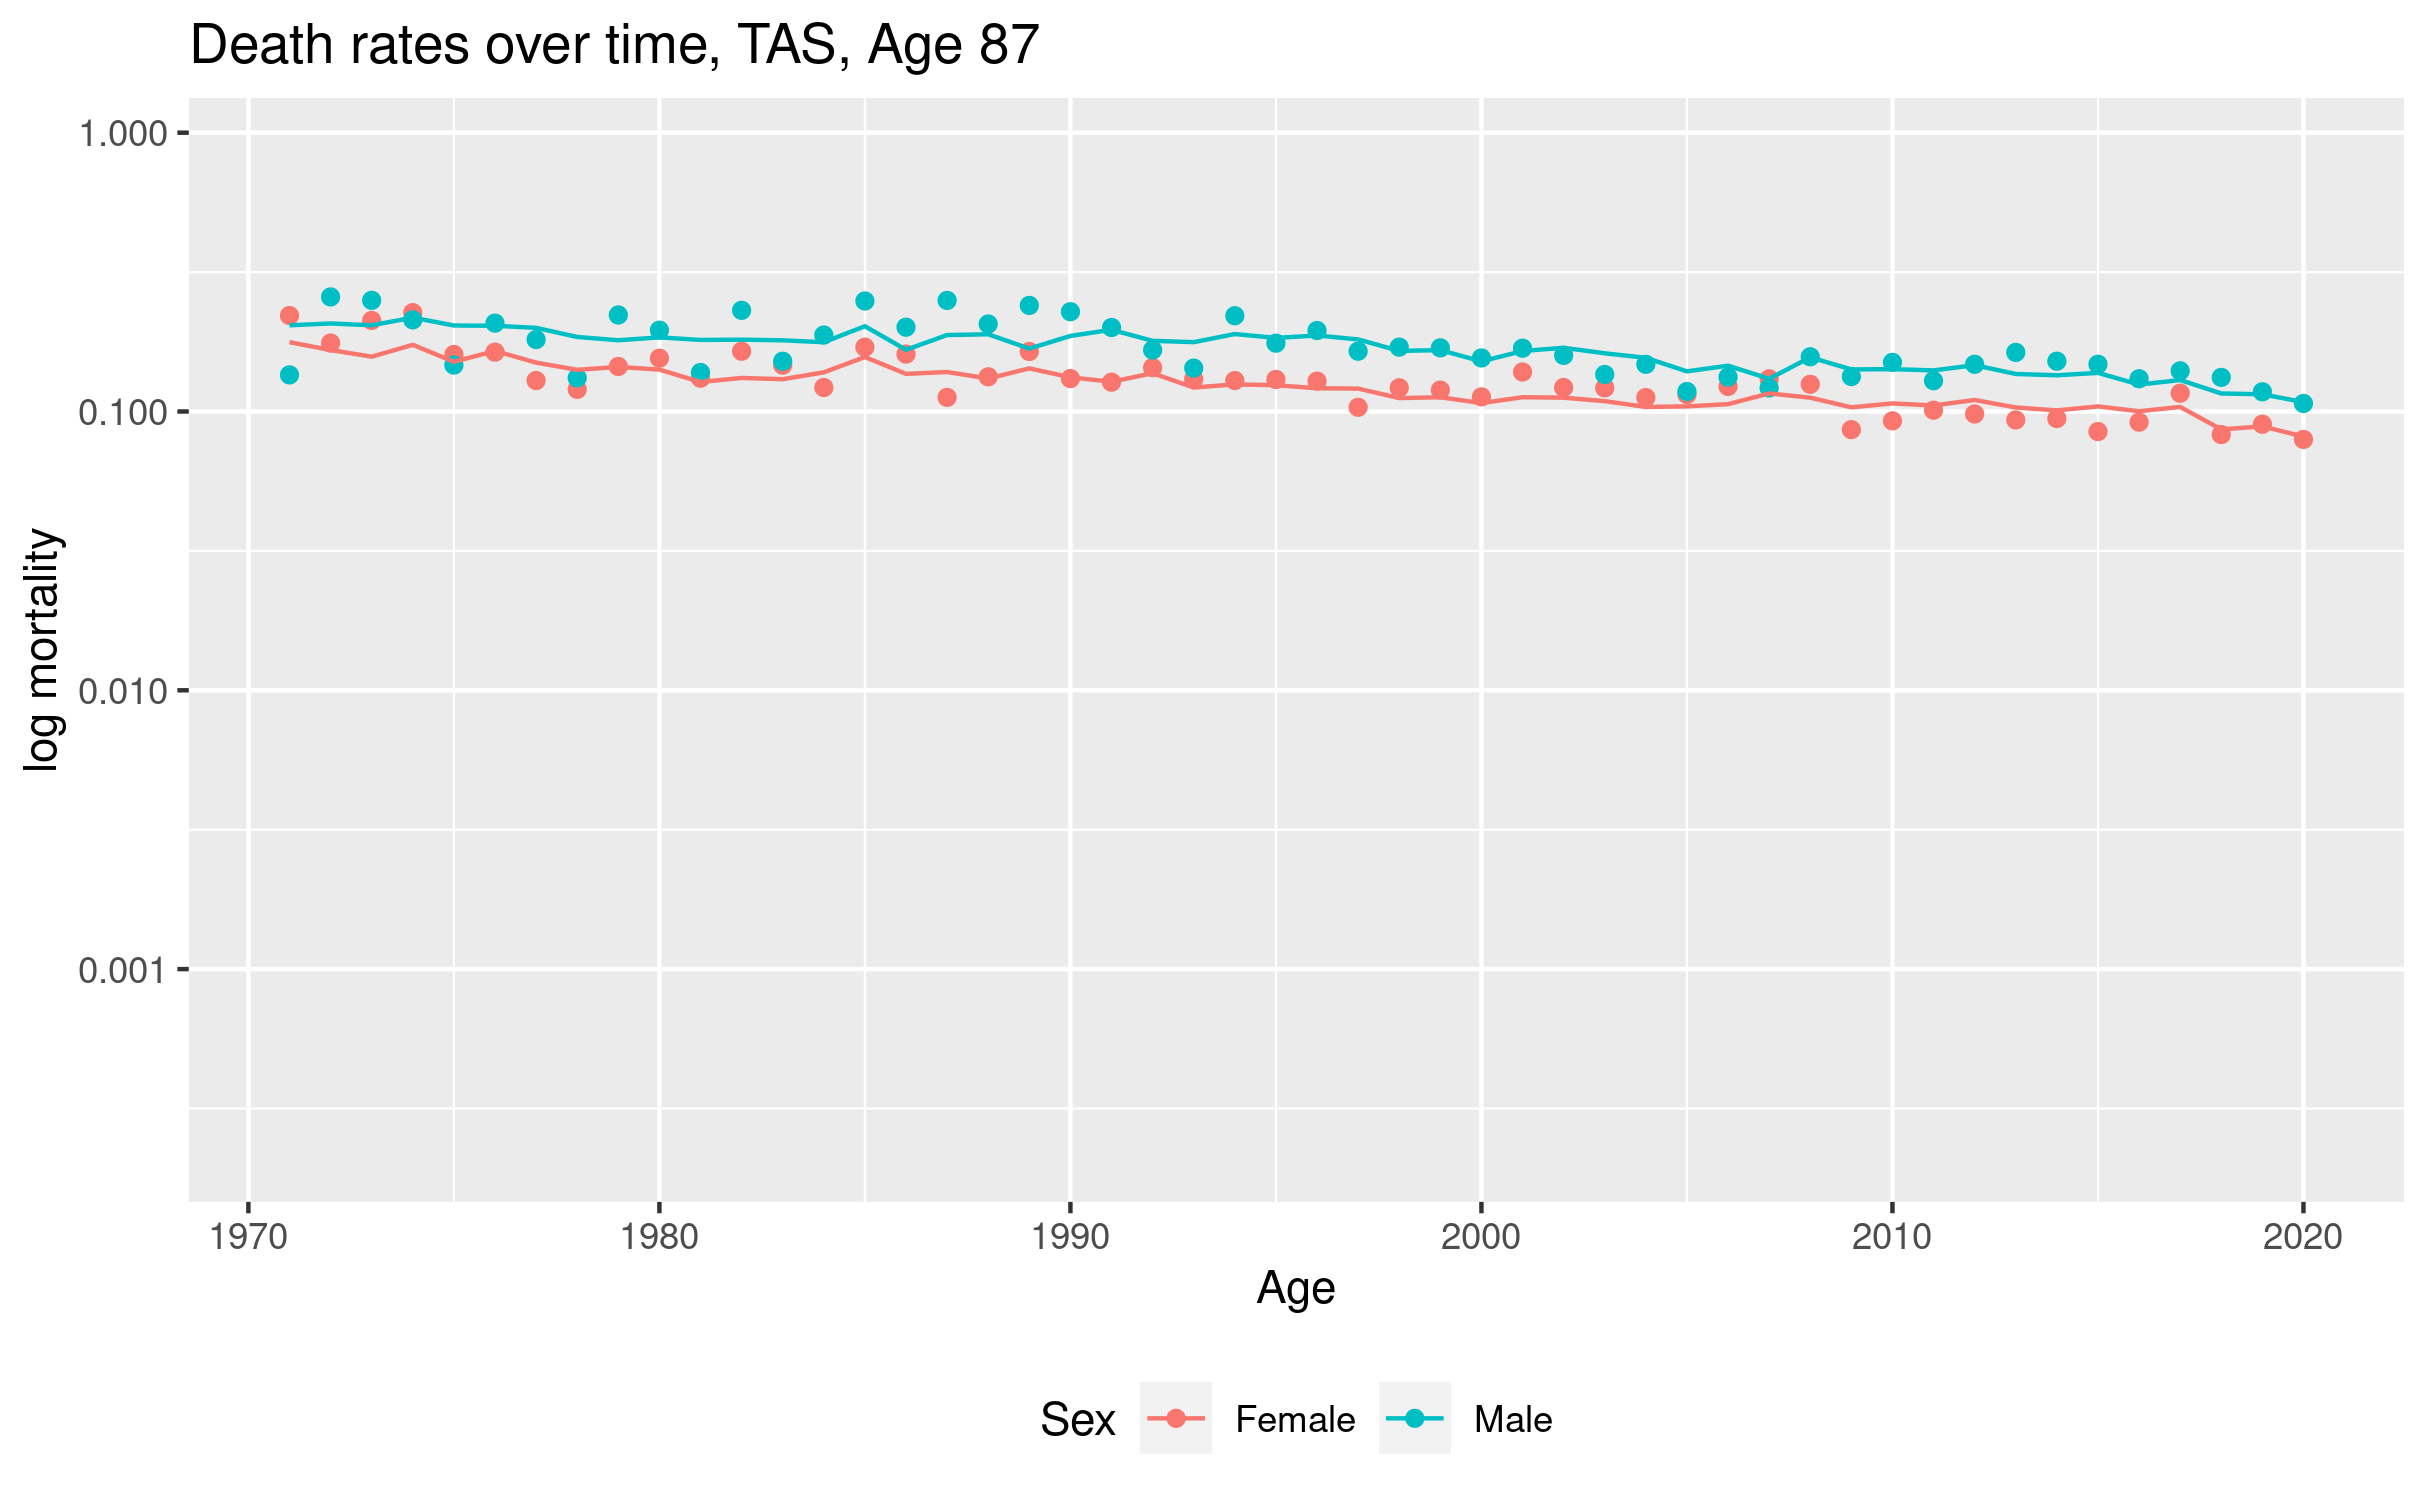 Death rates over time, TAS, Age 87
log mortality
1.000
0.100
0.010
0.001
1970 1980 1990 2000 2010 2020
Age
Sex Female Male